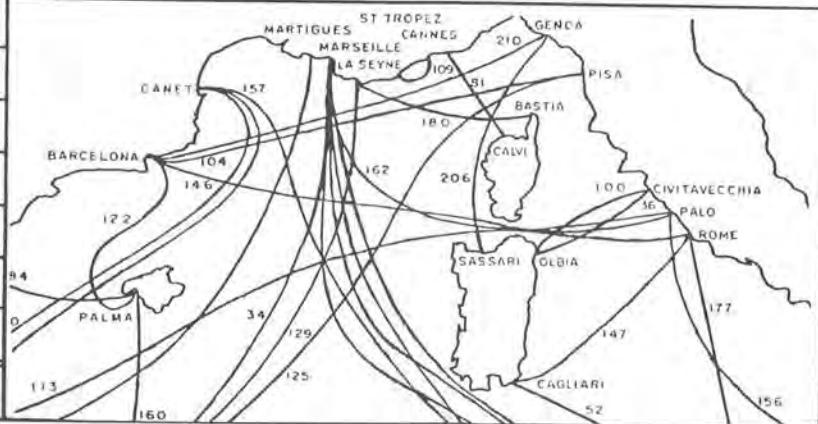 ST TROPEZ
MARTIGUES
CANNES
GENOA
MARSEILLE
210
LA SEYNE
109
81
PISA
CANET
157
180
BASTIA
BARCELONA
104
162
CALVI
146
206
100
CIVITAVECCHIA
122
36
PALO
ROME
SASSARI
OLBIA
94
PALMA
0
34
177
129
147
125
113
CAGLIARI
156
160
52